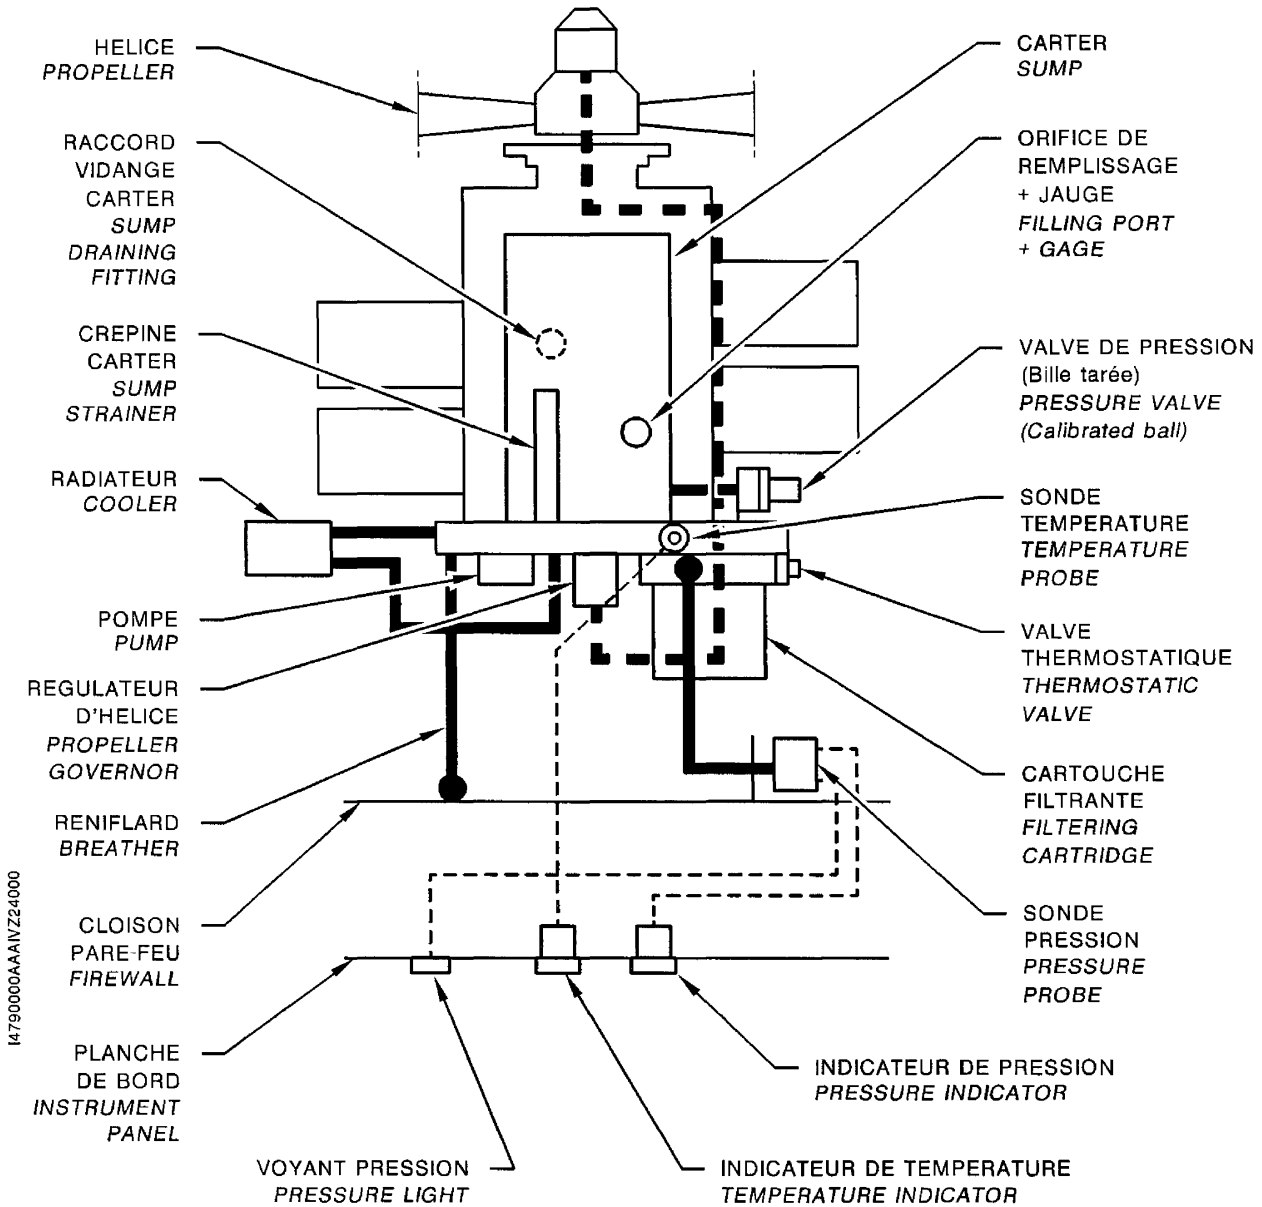 HELICE
PROPELLER
RACCORD
VIDANGE
CARTER
SUMP
DRAINING
FITTING
CREPINE
CARTER
SUMP
STRAINER
RADIATEUR
COOLER
POMPE
PUMP
REGULATEUR
D'HELICE
PROPELLER
GOVERNOR
RENIFLARD
BREATHER
CLOISON
PARE-FEU
FIREWALL
PLANCHE
DE BORD
INSTRUMENT
PANEL
VOYANT PRESSION
PRESSURE LIGHT
CARTER
SUMP
ORIFICE DE
REMPLISSAGE
+ JAUGE
FILLING PORT
+ GAGE
VALVE DE PRESSION
(Bille tarée)
PRESSURE VALVE
(Calibrated ball)
SONDE
TEMPERATURE
TEMPERATURE
PROBE
VALVE
THERMOSTATIQUE
THERMOSTATIC
VALVE
CARTOUCHE
FILTRANTE
FILTERING
CARTRIDGE
SONDE
PRESSION
PRESSURE
PROBE
INDICATEUR DE PRESSION
PRESSURE INDICATOR
INDICATEUR DE TEMPERATURE
TEMPERATURE INDICATOR
I4790000AAAIVZ24000